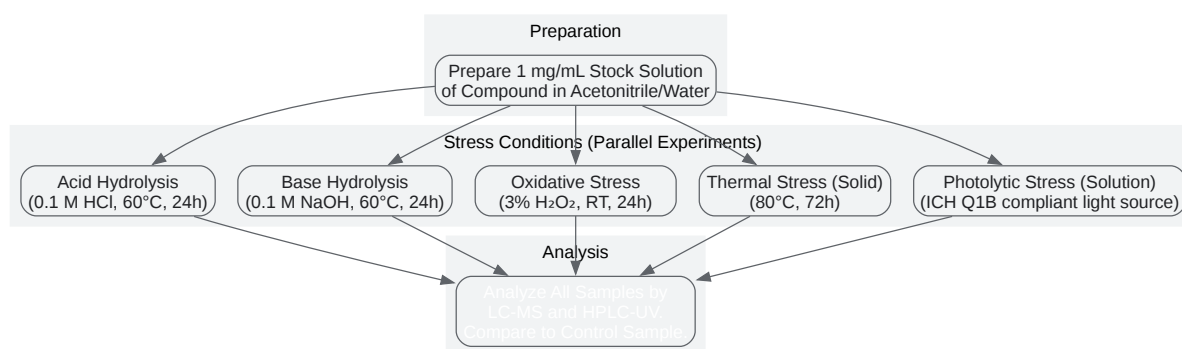 Preparation
Prepare 1 mg/mL Stock Solution
of Compound in Acetonitrile/Water
Stress Conditions (Parallel Experiments)
Acid Hydrolysis
(0.1 M HCl, 60°C, 24h)
Base Hydrolysis
(0.1 M NaOH, 60°C, 24h)
Oxidative Stress
(3% H₂O₂, RT, 24h)
Thermal Stress (Solid)
(80°C, 72h)
Photolytic Stress (Solution)
(ICH Q1B compliant light source)
Analysis
Analyze All Samples by
LC-MS and HPLC-UV.
Compare to Control Sample.